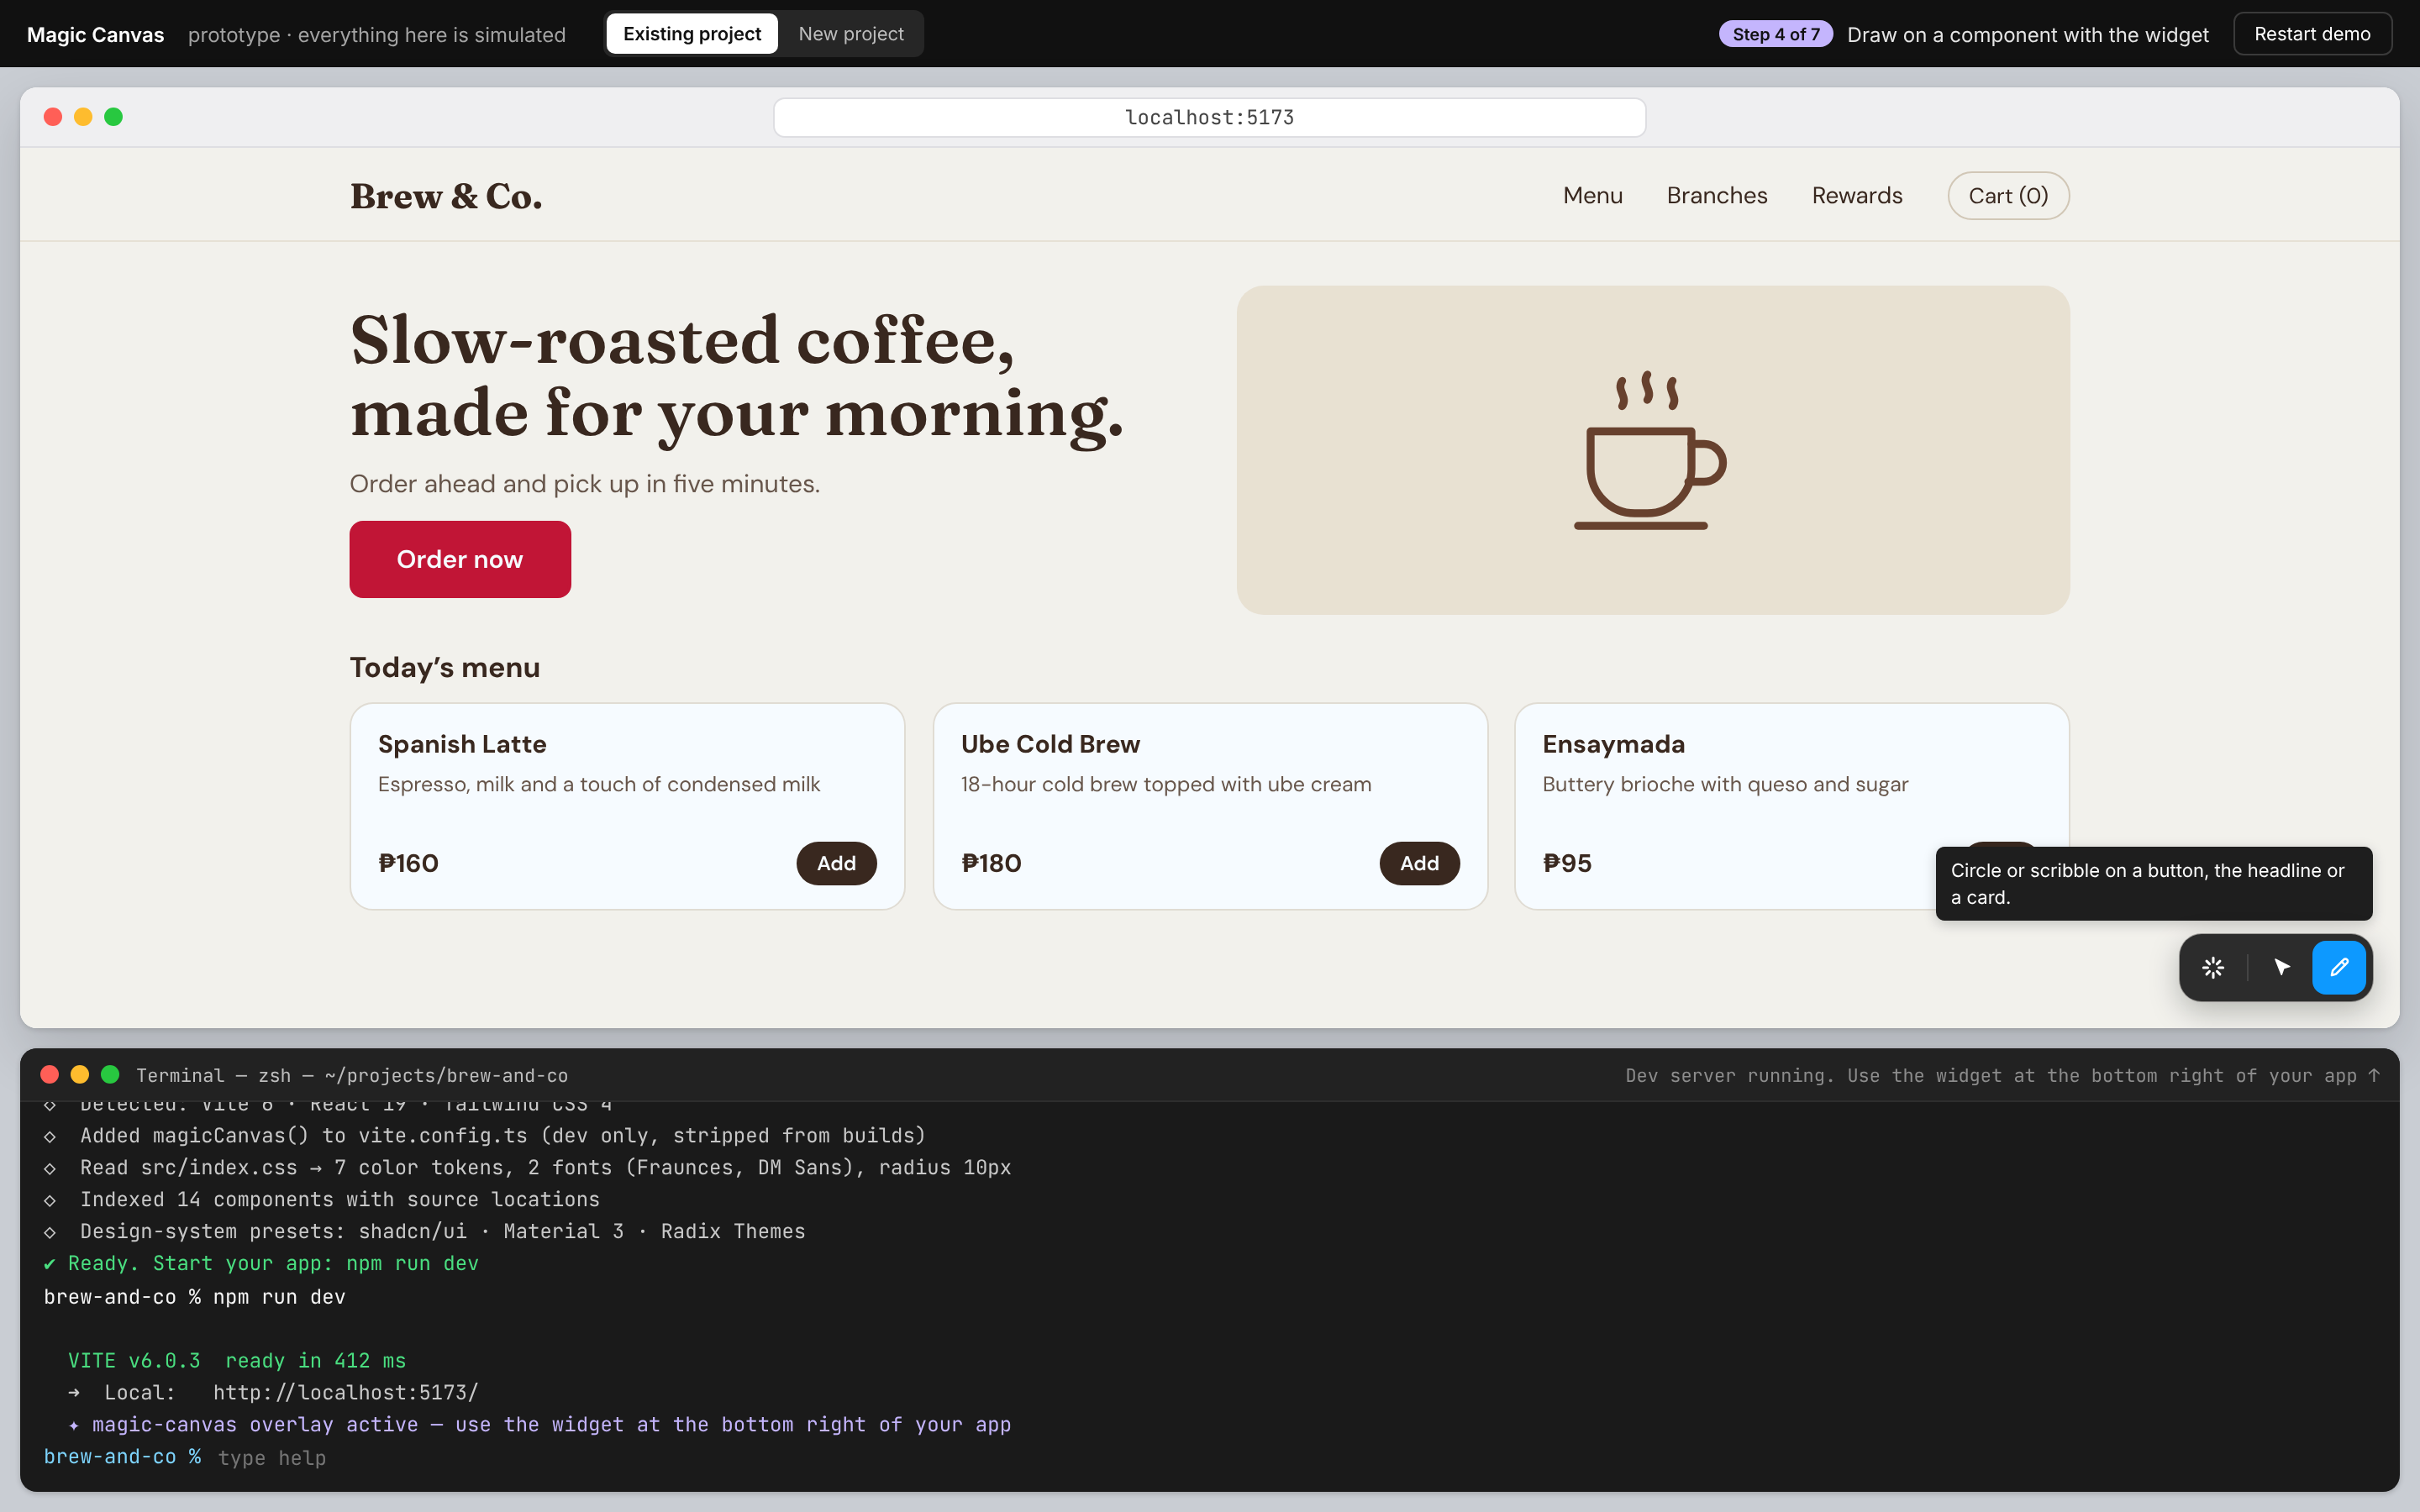 Magic Canvas prototype · everything here is simulated Existing project New project Step 4 of 7 Draw on a component with the widget Restart demo
localhost:5173
Brew & Co. Menu Branches Rewards Cart (0)
Slow-roasted coffee,
made for your morning.
Order ahead and pick up in five minutes.
Order now
Today’s menu
Spanish Latte
Espresso, milk and a touch of condensed milk
₱160 Add
Ube Cold Brew
18-hour cold brew topped with ube cream
₱180 Add
Ensaymada
Buttery brioche with queso and sugar
₱95
Circle or scribble on a button, the headline or
a card.
Terminal — zsh — ~/projects/brew-and-co Dev server running. Use the widget at the bottom right of your app ↑
◇ Detected: Vite 6 · React 19 · Tailwind CSS 4
◇ Added magicCanvas() to vite.config.ts (dev only, stripped from builds)
◇ Read src/index.css → 7 color tokens, 2 fonts (Fraunces, DM Sans), radius 10px
◇ Indexed 14 components with source locations
◇ Design-system presets: shadcn/ui · Material 3 · Radix Themes
✔ Ready. Start your app: npm run dev
brew-and-co % npm run dev
VITE v6.0.3 ready in 412 ms
➜ Local: http://localhost:5173/
✦ magic-canvas overlay active — use the widget at the bottom right of your app
brew-and-co % type help